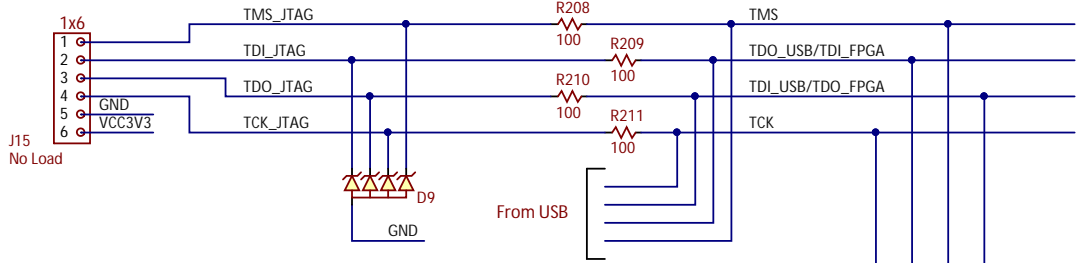 TMS_JTAG
R208
TMS
1x6
100
1
TDI_JTAG
R209
TDO_USB/TDI_FPGA
2
100
3
TDO_JTAG
R210
TDI_USB/TDO_FPGA
4
100
GND
5
VCC3V3
TCK_JTAG
R211
TCK
6
100
J15
No Load
D9
From USB
GND